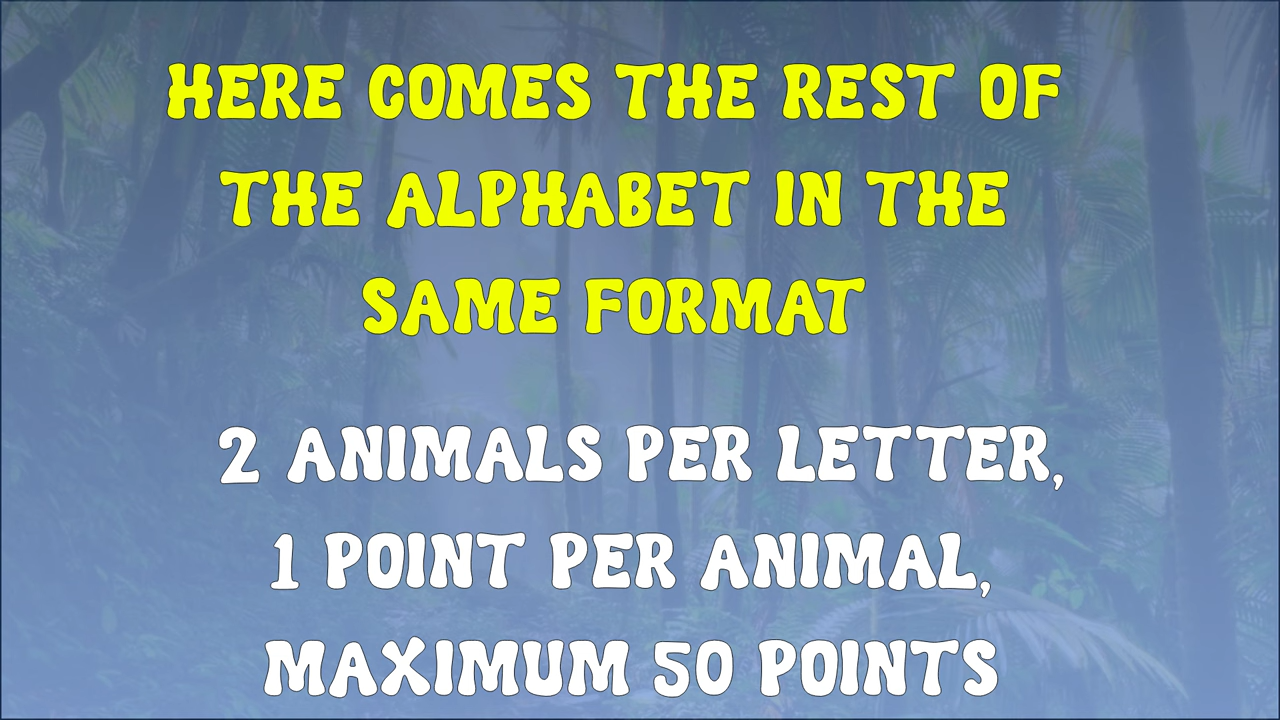 HERE COMES THE REST OF
THE ALPHABET IN THE
SAME FORMAT
2 ANIMALS PER LETTER,
1 POINT PER ANIMAL,
MAXIMUM 50 POINTS